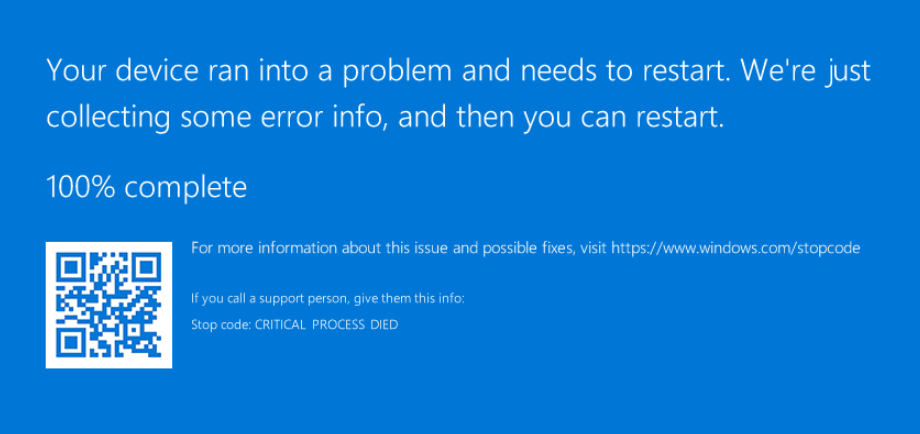 Your device ran into a problem and needs to restart. We're just
collecting some error info, and then you can restart.
100% complete
For more information about this issue and possible fixes, visit https://www.windows.com/stopcode
If you call a support person, give them this info:
Stop code: CRITICAL PROCESS DIED